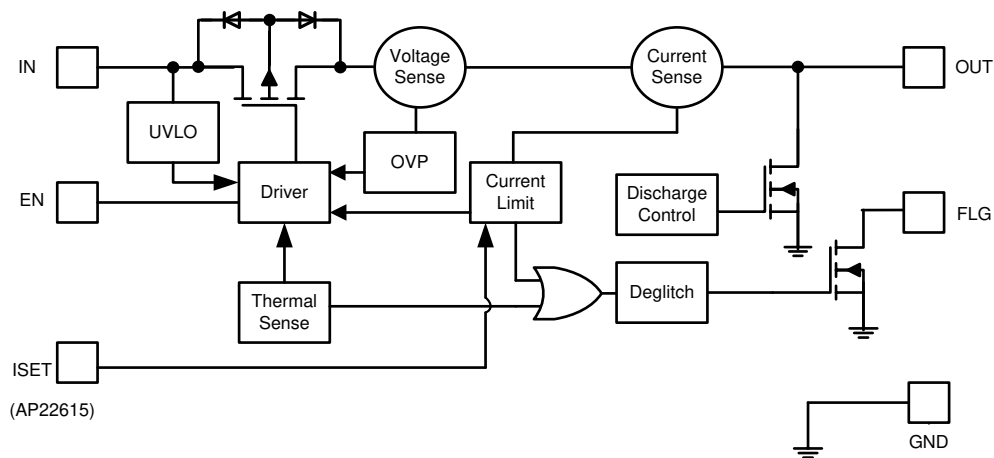 IN
Voltage
Sense
Current
Sense
OUT
UVLO
OVP
EN
Driver
Current
Limit
Discharge
Control
FLG
Thermal
Sense
Deglitch
ISET
(AP22615)
GND